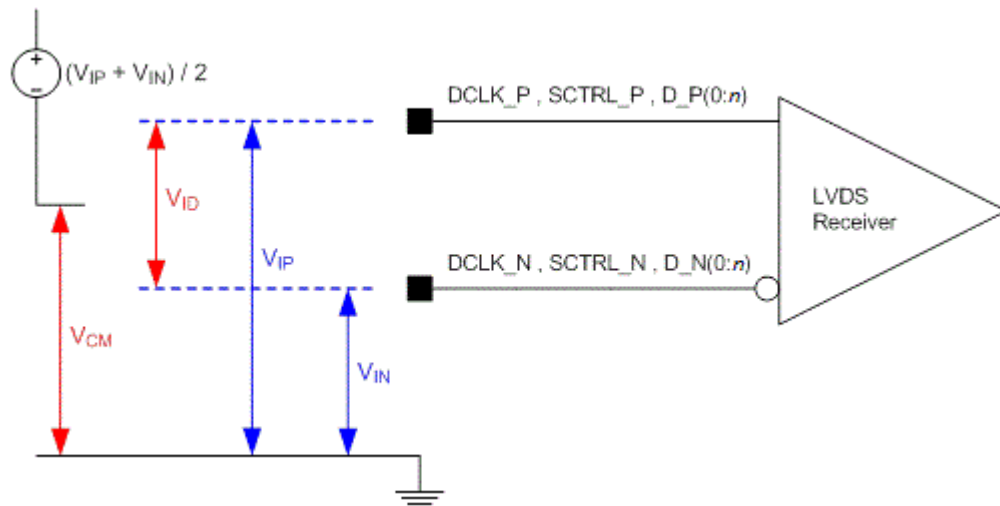 +
(VIP + VIN) / 2
−
DCLK_P , SCTRL_P , D_P(0:n)
VID
LVDS
Receiver
VIP
DCLK_N , SCTRL_N , D_N(0:n)
VCM
VIN